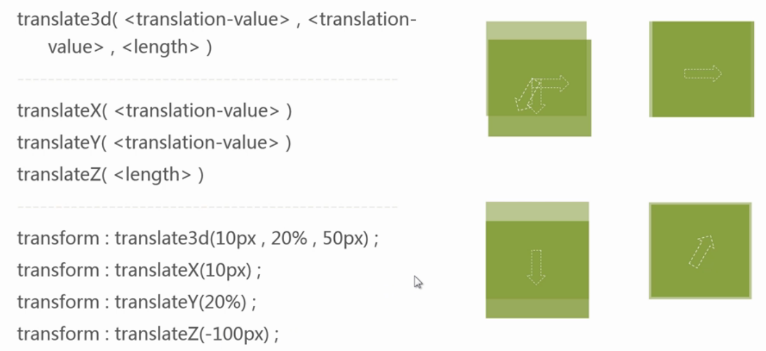 translate3d( <translation-value> , <translation-
value> , <length> )
translateX( <translation-value> )
translateY( <translation-value> )
translateZ( <length> )
transform : translate3d(10px , 20% , 50px) ;
transform : translateX(10px) ;
transform : translateY(20%) ;
transform : translateZ(-100px) ;